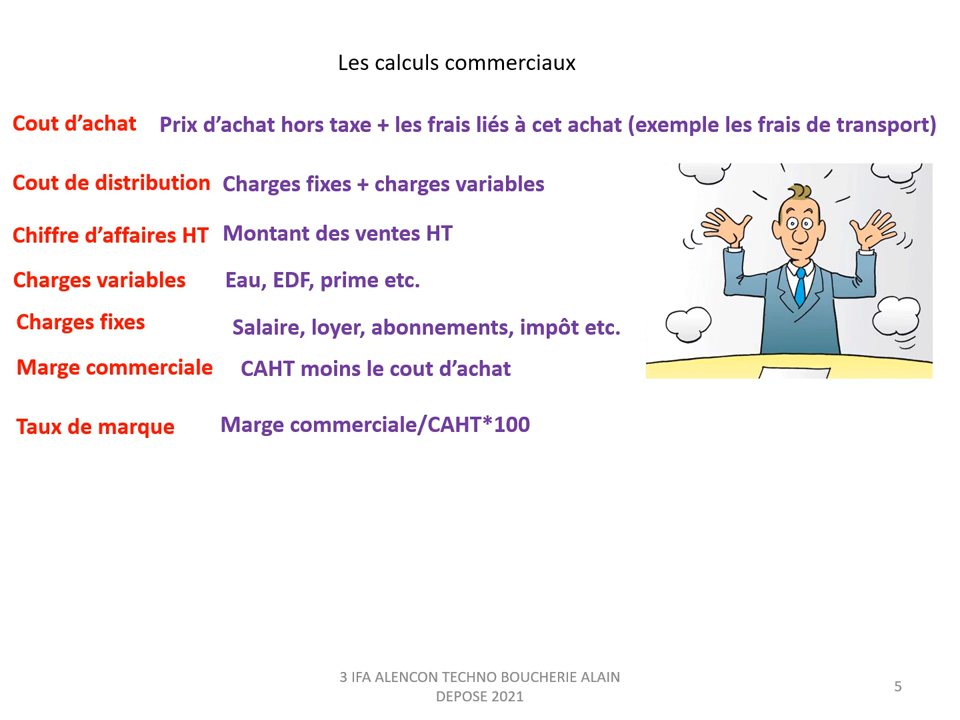 Les calculs commerciaux
Cout d’achat Prix d’achat hors taxe + les frais liés à cet achat (exemple les frais de transport)
Cout de distribution Charges fixes + charges variables
Chiffre d’affaires HT Montant des ventes HT
Charges variables Eau, EDF, prime etc.
Charges fixes Salaire, loyer, abonnements, impôt etc.
Marge commerciale CAHT moins le cout d’achat
Taux de marque Marge commerciale/CAHT*100
3 IFA ALENCON TECHNO BOUCHERIE ALAIN
DEPOSE 2021
5